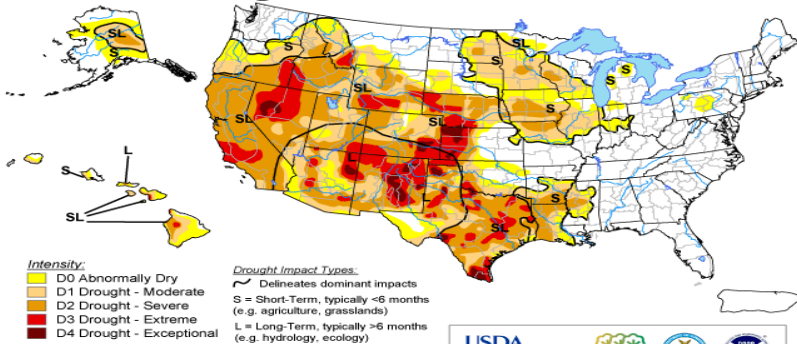 SL
S
S
SL
S
S
S
SL
S
SL
SL
L
L
S
SL
L
S
SL
Intensity:
D0 Abnormally Dry
D1 Drought - Moderate
D2 Drought - Severe
D3 Drought - Extreme
D4 Drought - Exceptional
Drought Impact Types:
Delineates dominant impacts
S = Short-Term, typically <6 months
(e.g. agriculture, grasslands)
L = Long-Term, typically >6 months
(e.g. hydrology, ecology)
USDA